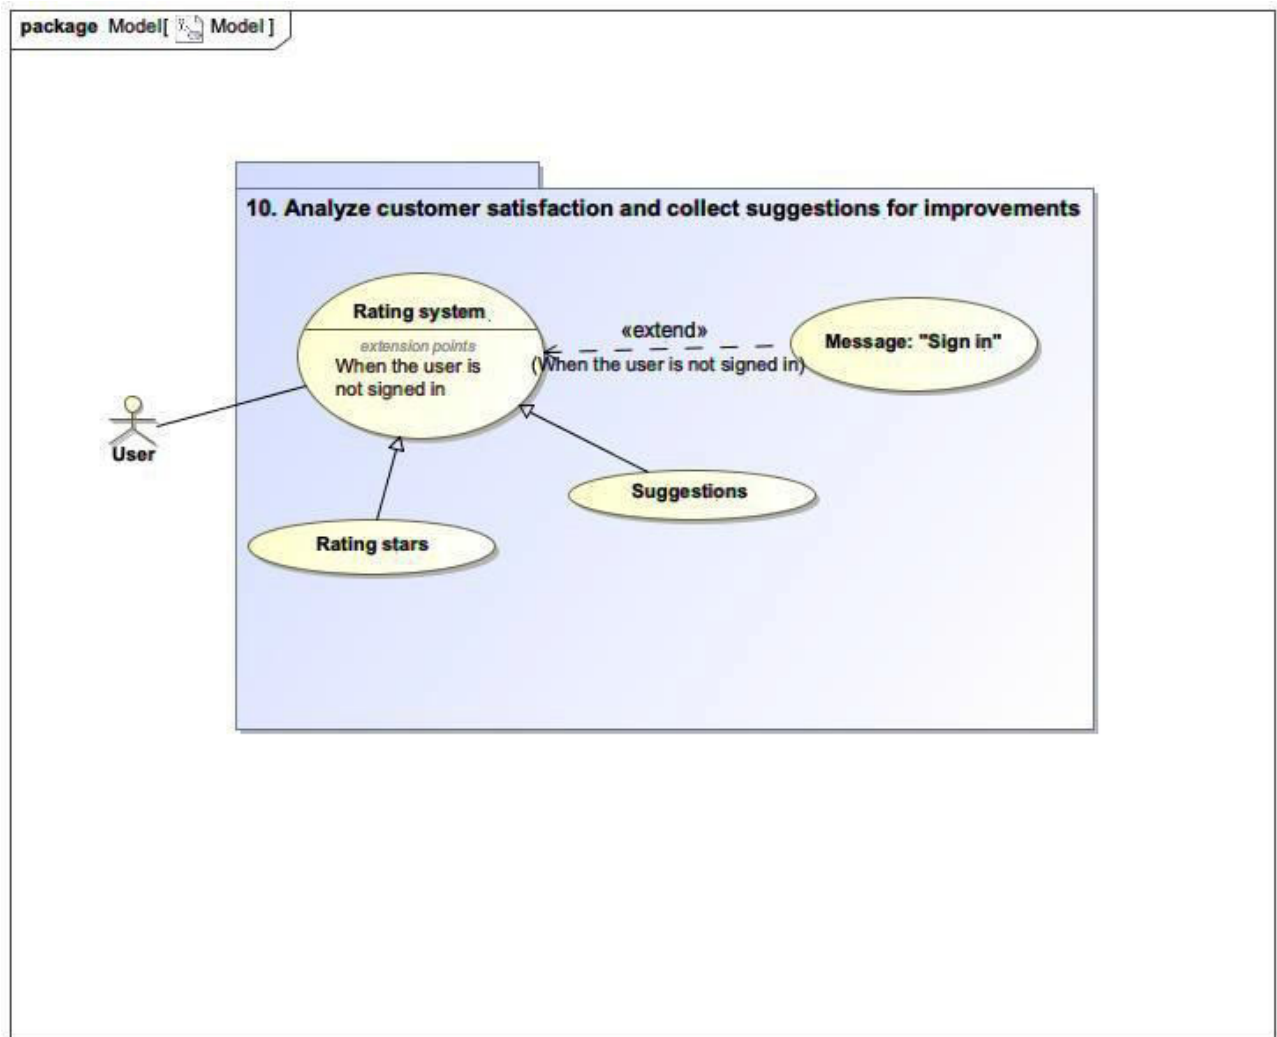 package Model[ Model ]
10. Analyze customer satisfaction and collect suggestions for improvements
Rating system
extension points
When the user is
not signed in
«extend»
(When the user is not signed in)
Message: "Sign in"
User
Suggestions
Rating stars